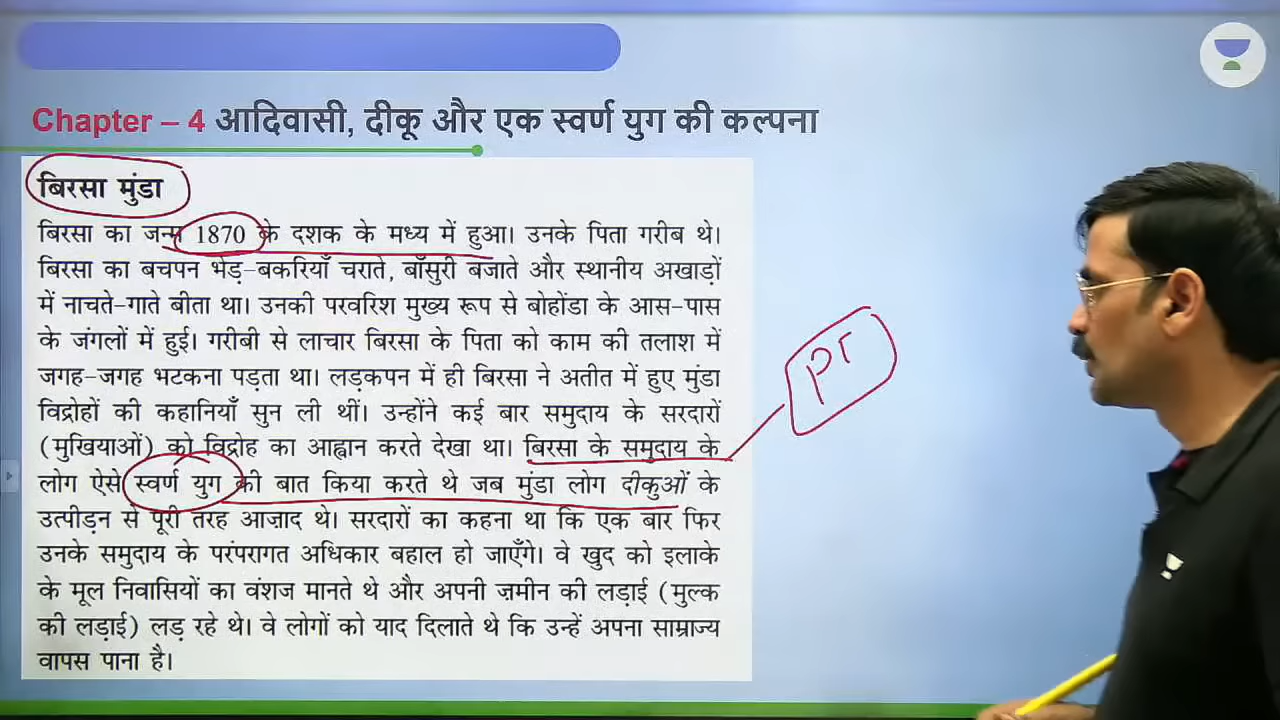 Chapter – 4 आदिवासी, दीकू और एक स्वर्ण युग की कल्पना
बिरसा मुंडा
बिरसा का जन्म 1870 के दशक के मध्य में हुआ। उनके पिता गरीब थे।
बिरसा का बचपन भेड़-बकरियाँ चराते, बाँसुरी बजाते और स्थानीय अखाड़ों
में नाचते-गाते बीता था। उनकी परवरिश मुख्य रूप से बोहोंडा के आस-पास
के जंगलों में हुई। गरीबी से लाचार बिरसा के पिता को काम की तलाश में
जगह-जगह भटकना पड़ता था। लड़कपन में ही बिरसा ने अतीत में हुए मुंडा
विद्रोहों की कहानियाँ सुन ली थीं। उन्होंने कई बार समुदाय के सरदारों
(मुखियाओं) को विद्रोह का आह्वान करते देखा था। बिरसा के समुदाय के
लोग ऐसे स्वर्ण युग की बात किया करते थे जब मुंडा लोग दीकुओं के
उत्पीड़न से पूरी तरह आज़ाद थे। सरदारों का कहना था कि एक बार फिर
उनके समुदाय के परंपरागत अधिकार बहाल हो जाएँगे। वे खुद को इलाके
के मूल निवासियों का वंशज मानते थे और अपनी ज़मीन की लड़ाई (मुल्क
की लड़ाई) लड़ रहे थे। वे लोगों को याद दिलाते थे कि उन्हें अपना साम्राज्य
वापस पाना है।
pr